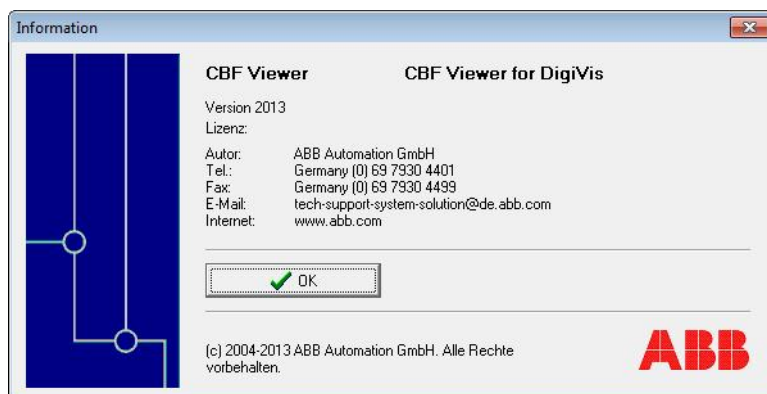 Information
CBF Viewer CBF Viewer for DigiVis
Version 2013
Lizenz:
Autor: ABB Automation GmbH
Tel.: Germany (0) 69 7930 4401
Fax: Germany (0) 69 7930 4499
E-Mail: tech-support-system-solution@de.abb.com
Internet: www.abb.com
OK
(c) 2004-2013 ABB Automation GmbH. Alle Rechte
vorbehalten.
ABB